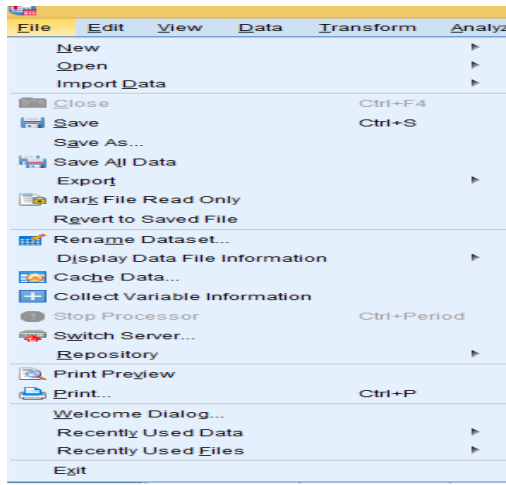 File Edit View Data Transform Analyz
New
Open
Import Data
Close Ctrl+F4
Save Ctrl+S
Save As...
Save All Data
Export
Mark File Read Only
Revert to Saved File
Rename Dataset...
Display Data File Information
Cache Data...
Collect Variable Information
Stop Processor Ctrl+Period
Switch Server...
Repository
Print Preview
Print... Ctrl+P
Welcome Dialog...
Recently Used Data
Recently Used Files
Exit